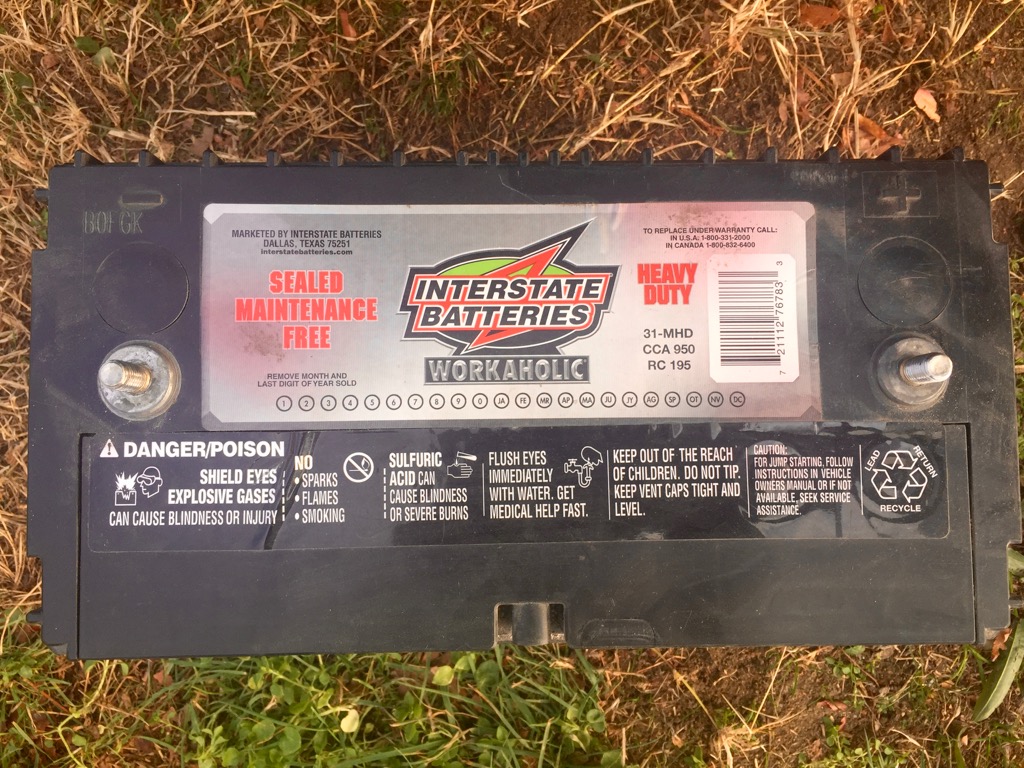 MARKETED BY INTERSTATE BATTERIES
DALLAS, TEXAS 75251
interstatebatteries.com
SEALED
MAINTENANCE
FREE
REMOVE MONTH AND
LAST DIGIT OF YEAR SOLD
INTERSTATE
BATTERIES
WORKAHOLIC
HEAVY
DUTY
31-MHD
CCA 950
RC 195
TO REPLACE UNDER WARRANTY CALL:
IN U.S.A: 1-800-331-2000
IN CANADA 1-800-832-6400
7 21112 76783 3
1 2 3 4 5 6 7 8 9 0 JA FE MR AP MA JU JY AG SP OT NV DC
DANGER/POISON
SHIELD EYES
EXPLOSIVE GASES
CAN CAUSE BLINDNESS OR INJURY
NO
• SPARKS
• FLAMES
• SMOKING
SULFURIC
ACID CAN
CAUSE BLINDNESS
OR SEVERE BURNS
FLUSH EYES
IMMEDIATELY
WITH WATER. GET
MEDICAL HELP FAST.
KEEP OUT OF THE REACH
OF CHILDREN. DO NOT TIP.
KEEP VENT CAPS TIGHT AND
LEVEL.
CAUTION:
FOR JUMP STARTING, FOLLOW
INSTRUCTIONS IN VEHICLE
OWNERS MANUAL OR IF NOT
AVAILABLE, SEEK SERVICE
ASSISTANCE.
LEAD
RETURN
RECYCLE